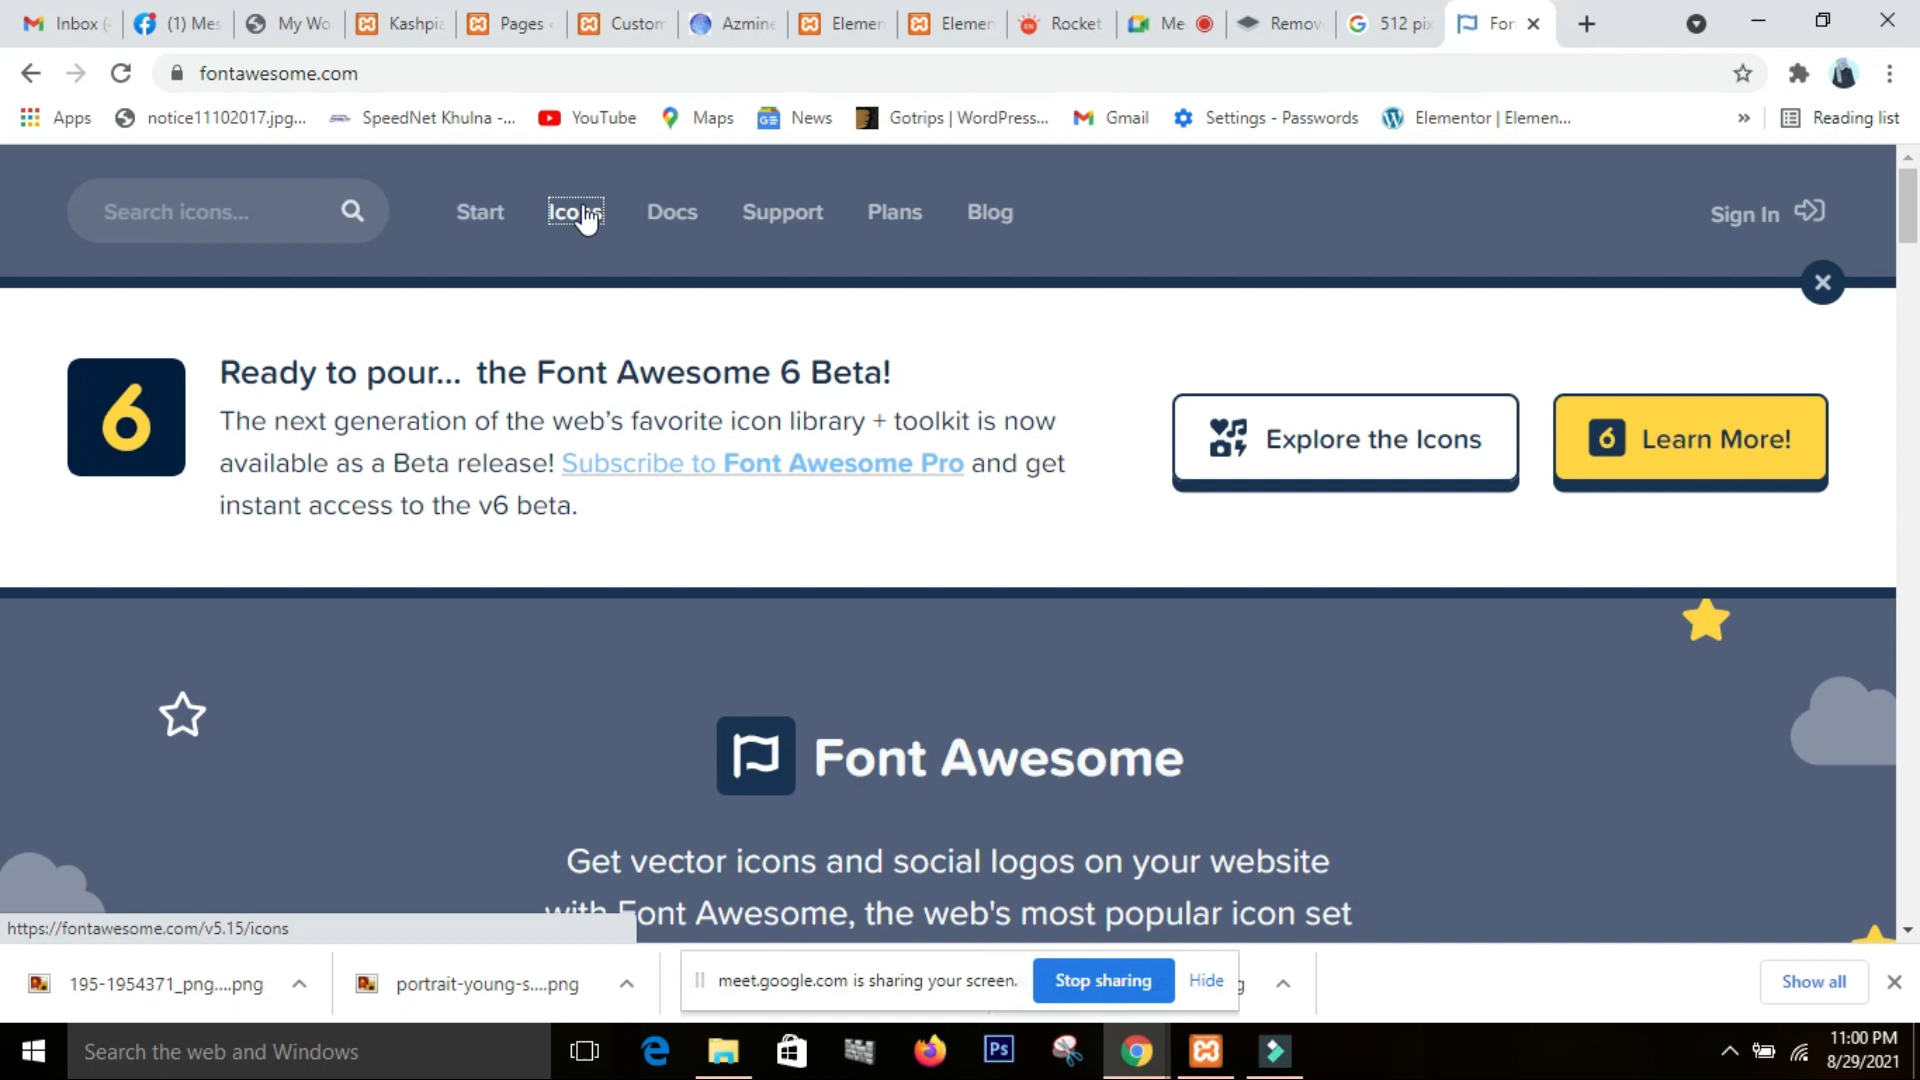 Inbox (
(1) Mes
My Wo
Kashpia
Pages
Custom
Azmine
Elemen
Elemen
Rocket
Me
Remov
512 pix
Fon
fontawesome.com
Apps
notice11102017.jpg...
SpeedNet Khulna -...
YouTube
Maps
News
Gotrips | WordPress...
Gmail
Settings - Passwords
Elementor | Elemen...
»
Reading list
Search icons...
Start
Icons
Docs
Support
Plans
Blog
Sign In
6
Ready to pour... the Font Awesome 6 Beta!
The next generation of the web's favorite icon library + toolkit is now
available as a Beta release! Subscribe to Font Awesome Pro and get
instant access to the v6 beta.
Explore the Icons
6 Learn More!
Font Awesome
Get vector icons and social logos on your website
with Font Awesome, the web's most popular icon set
https://fontawesome.com/v5.15/icons
195-1954371_png....png
portrait-young-s....png
meet.google.com is sharing your screen.
Stop sharing
Hide
g
Show all
Search the web and Windows
Ps
11:00 PM
8/29/2021